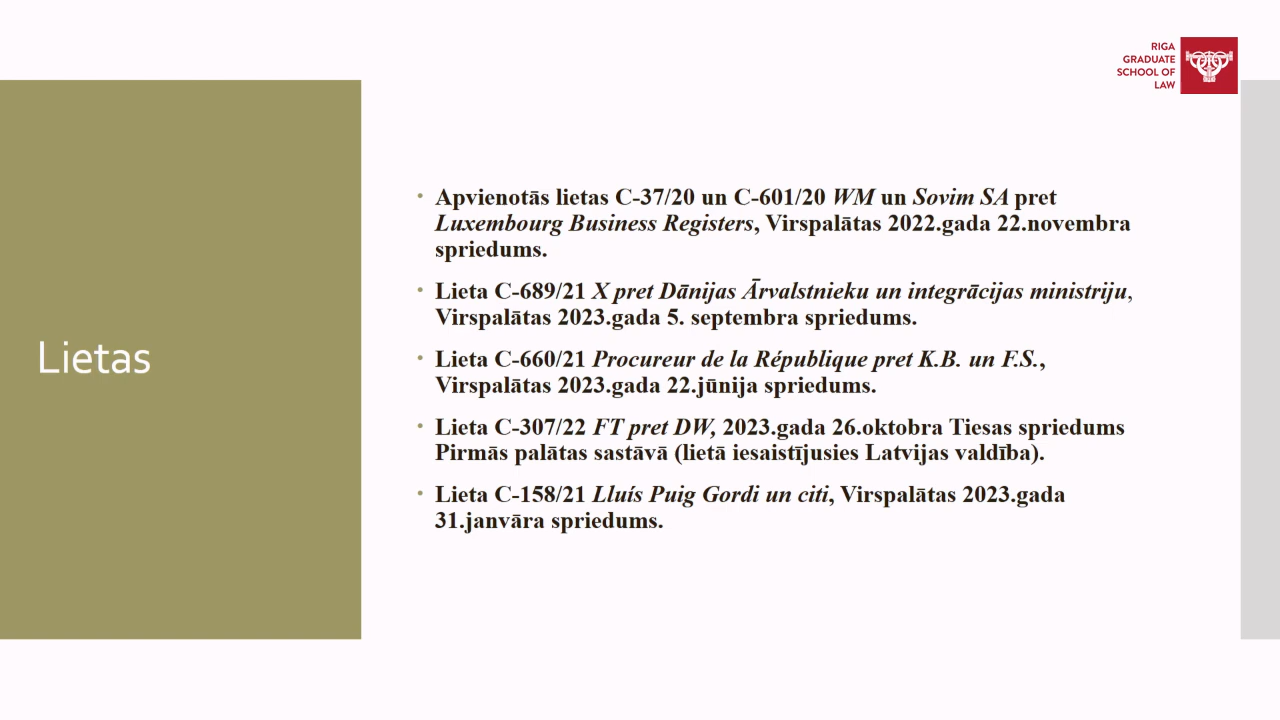 RIGA
GRADUATE
SCHOOL OF
LAW
Lietas
• Apvienotās lietas C-37/20 un C-601/20 WM un Sovim SA pret
Luxembourg Business Registers, Virspalātas 2022.gada 22.novembra
spriedums.
• Lieta C-689/21 X pret Dānijas Ārvalstnieku un integrācijas ministriju,
Virspalātas 2023.gada 5. septembra spriedums.
• Lieta C-660/21 Procureur de la République pret K.B. un F.S.,
Virspalātas 2023.gada 22.jūnija spriedums.
• Lieta C-307/22 FT pret DW, 2023.gada 26.oktobra Tiesas spriedums
Pirmās palātas sastāvā (lietā iesaistījusies Latvijas valdība).
• Lieta C-158/21 Lluís Puig Gordi un citi, Virspalātas 2023.gada
31.janvāra spriedums.